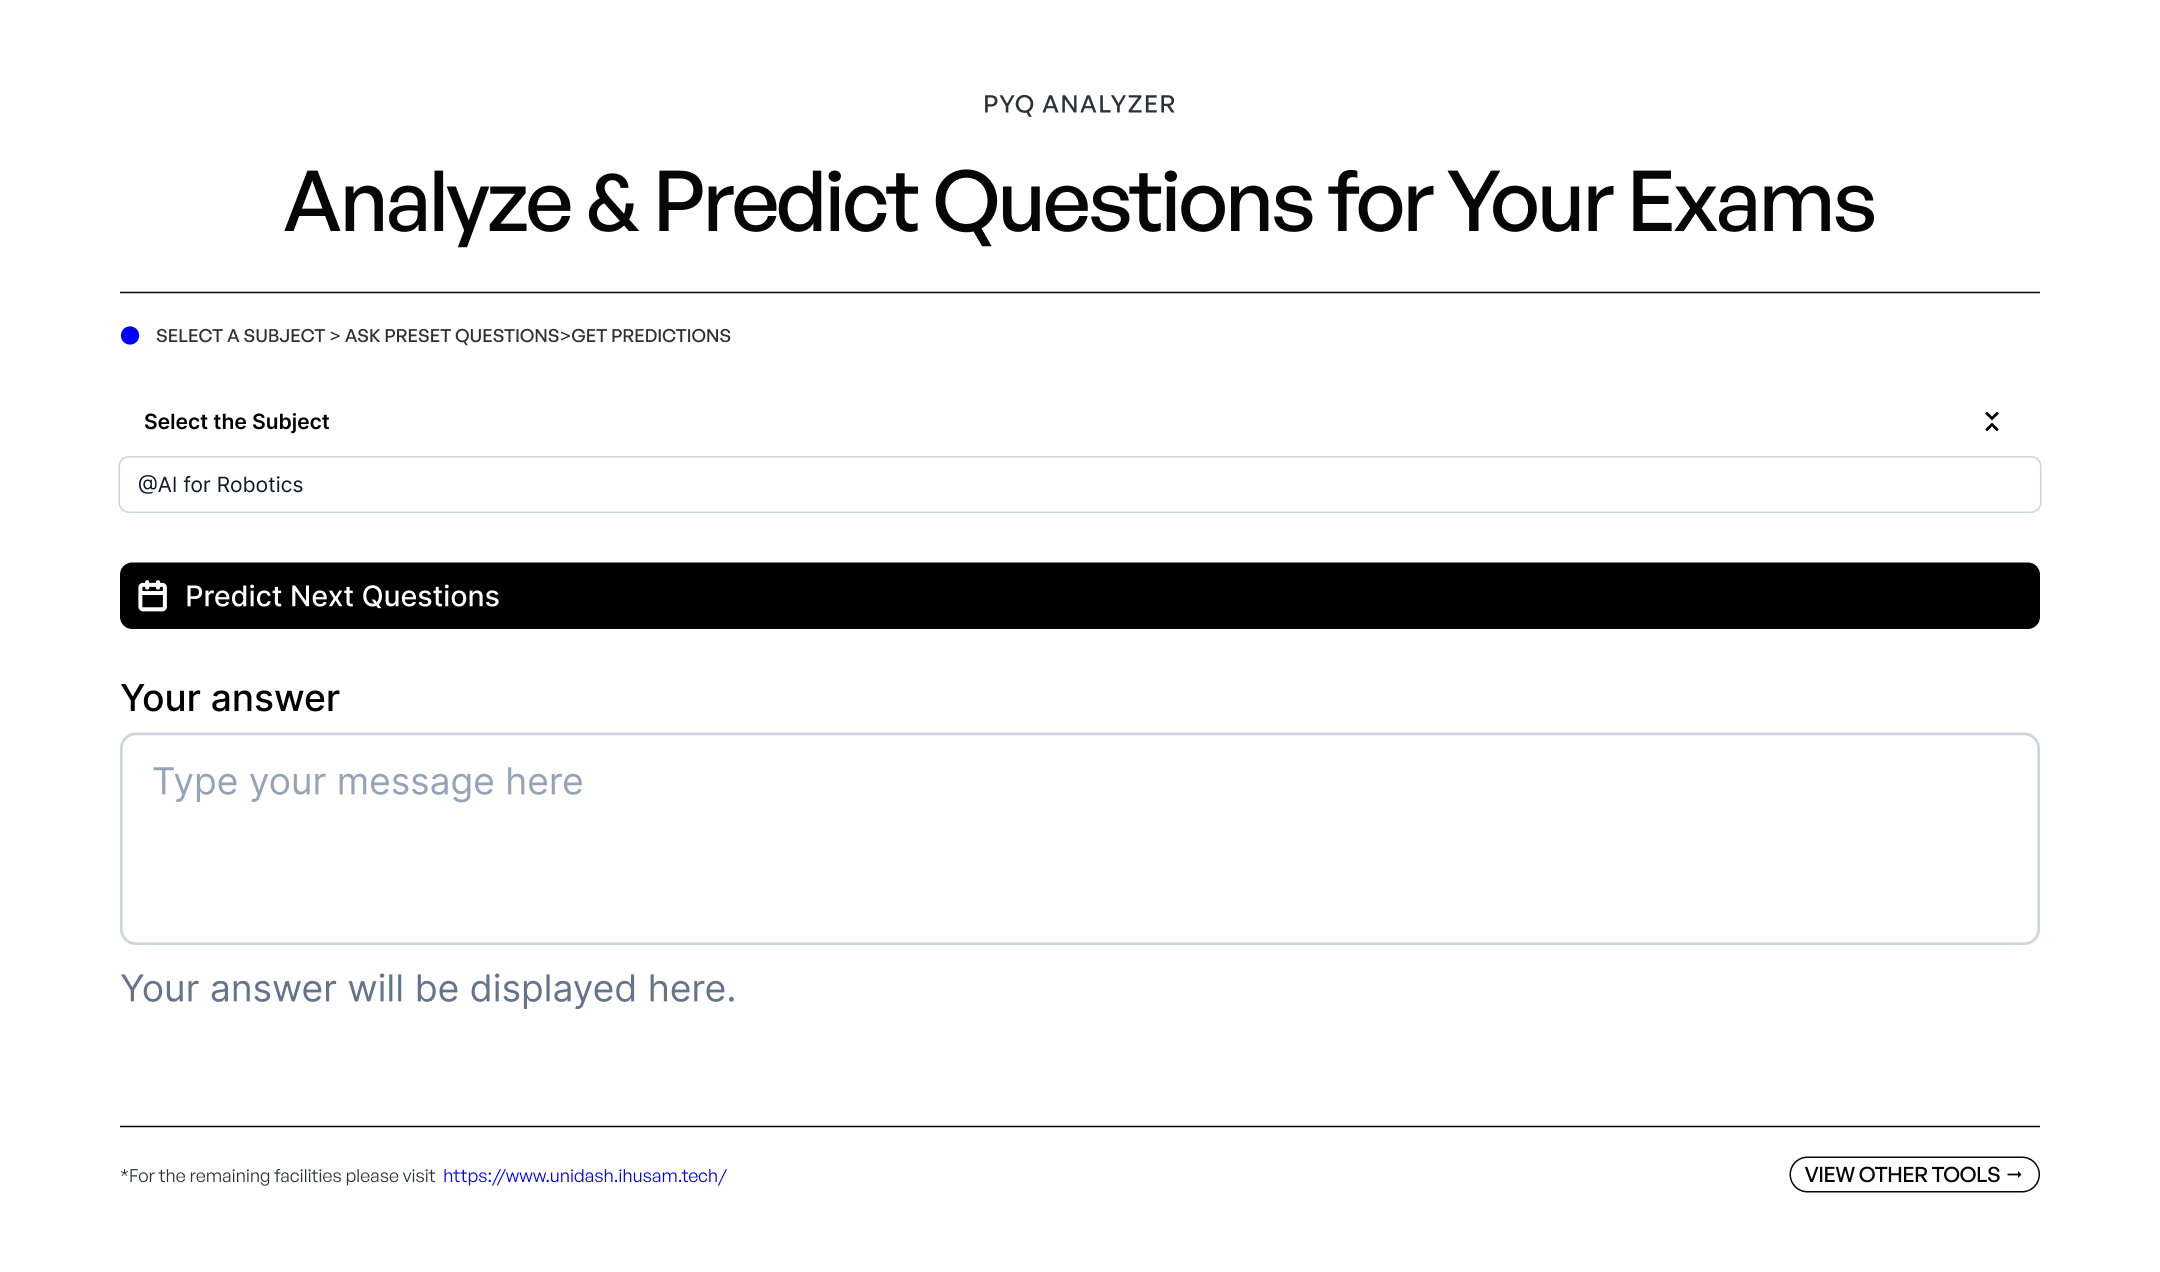 PYQ ANALYZER
Analyze & Predict Questions for Your Exams
SELECT A SUBJECT > ASK PRESET QUESTIONS>GET PREDICTIONS
Select the Subject
@AI for Robotics
Predict Next Questions
Your answer
Type your message here
Your answer will be displayed here.
*For the remaining facilities please visit https://www.unidash.ihusam.tech/
VIEW OTHER TOOLS →